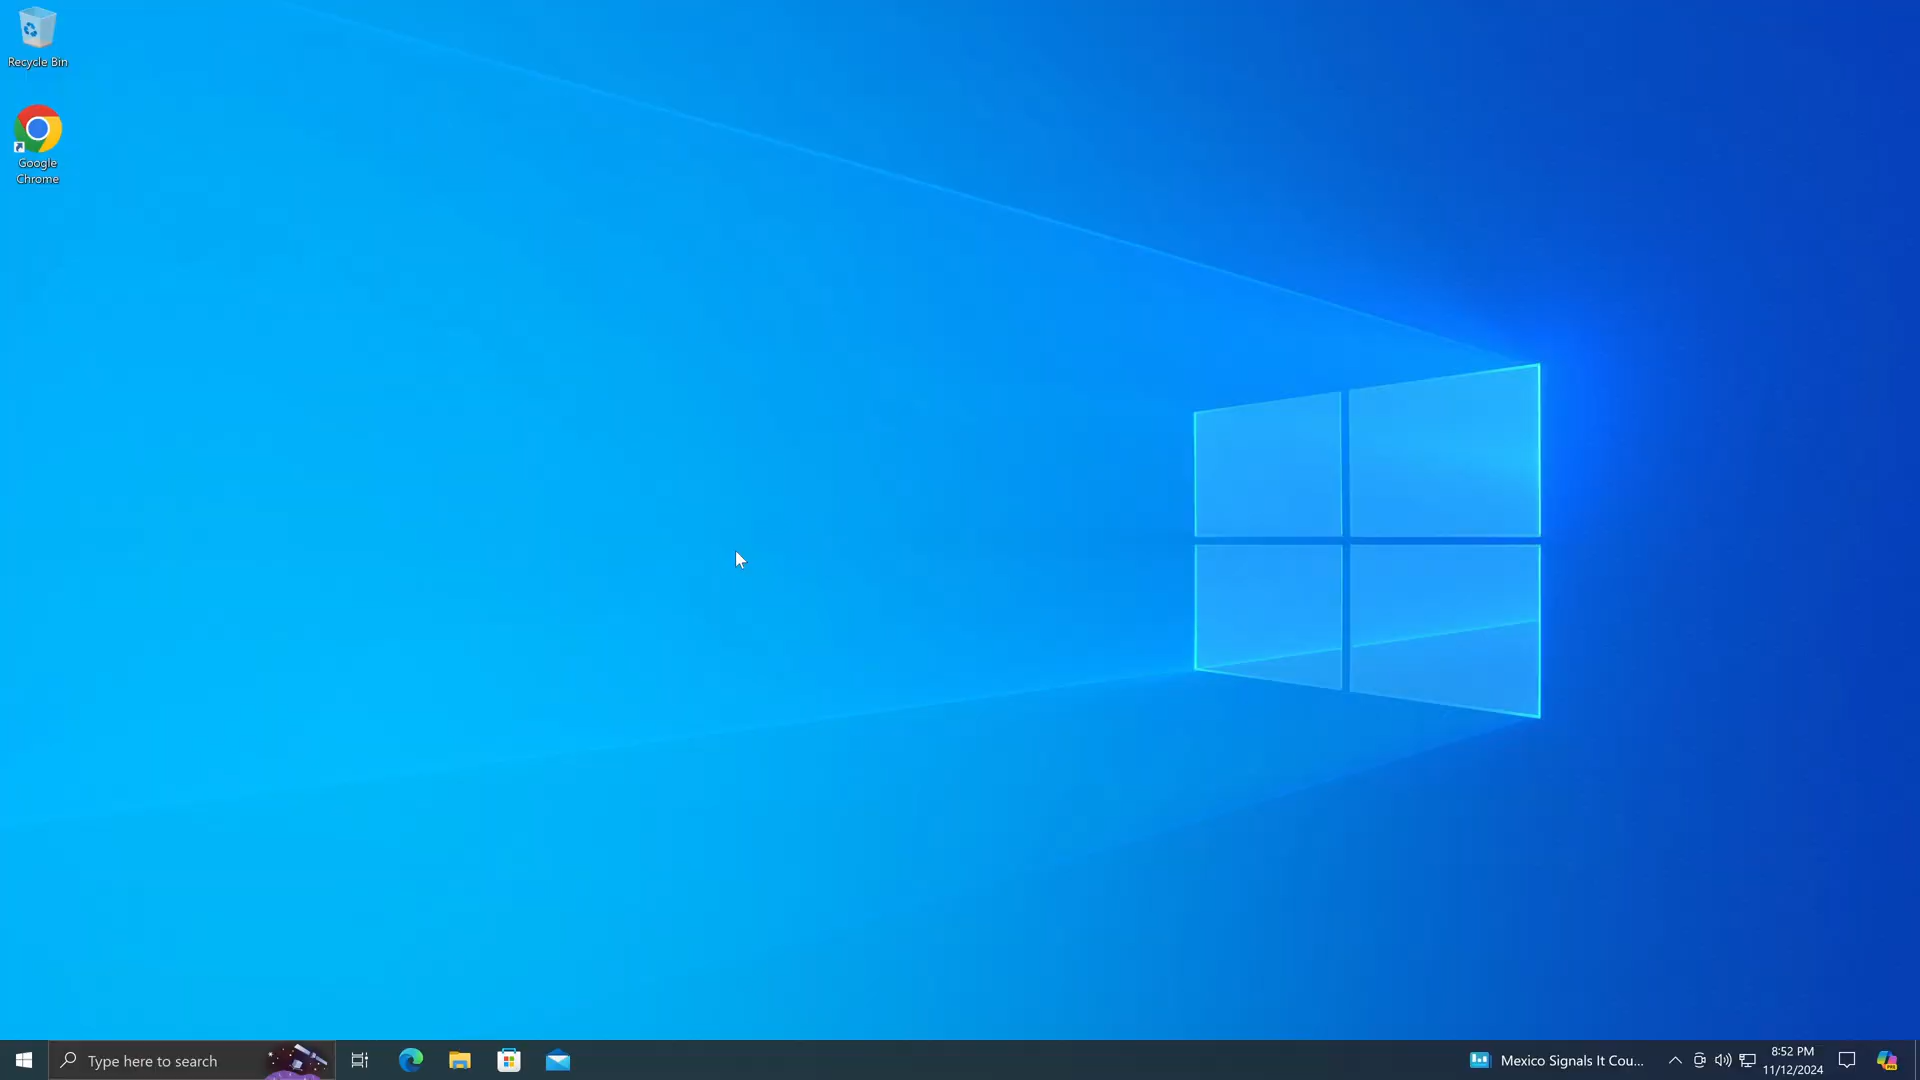 Recycle Bin
Google
Chrome
Type here to search
Mexico Signals It Cou...
8:52 PM
11/12/2024